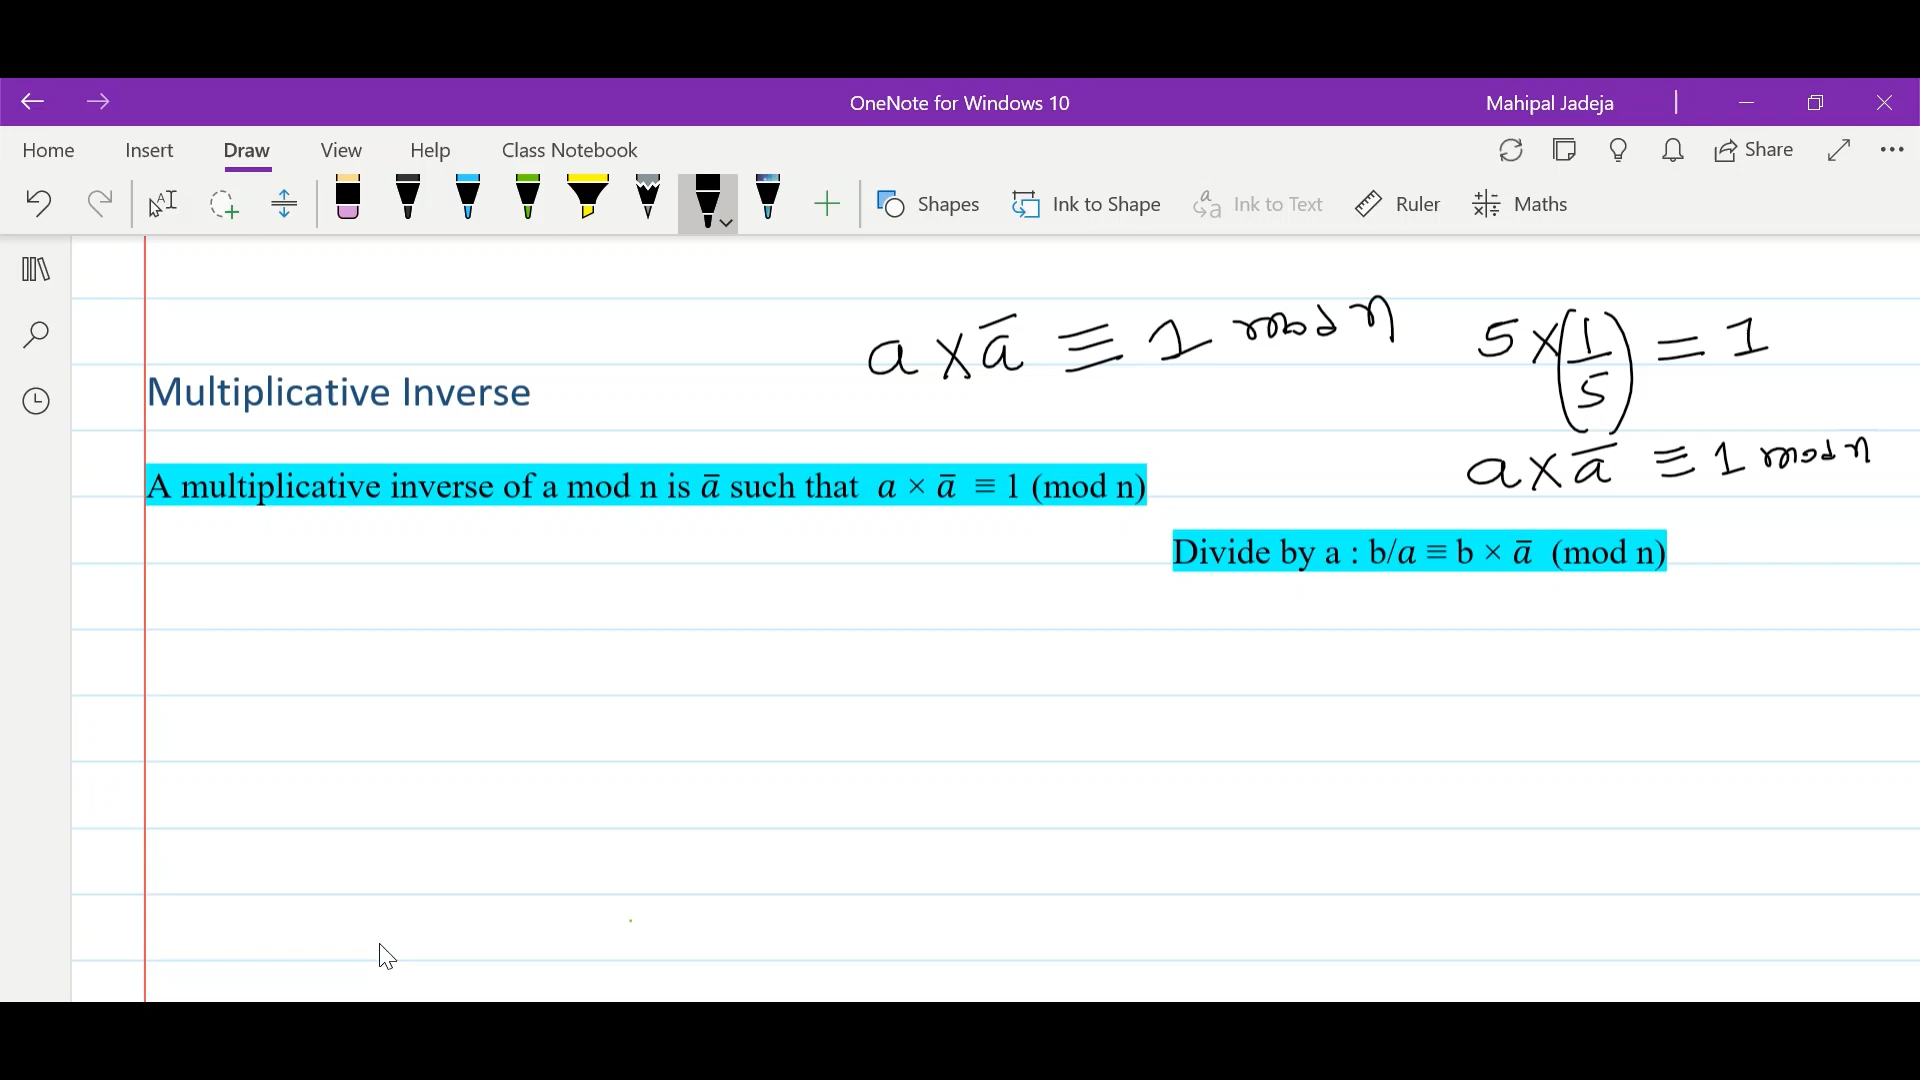 OneNote for Windows 10
Mahipal Jadeja
Home Insert Draw View Help Class Notebook
Share
Shapes Ink to Shape Ink to Text Ruler Maths
a × ā ≡ 1 mod n
5 × (1/5) = 1
Multiplicative Inverse
a × ā ≡ 1 mod n
A multiplicative inverse of a mod n is ā such that a × ā ≡ 1 (mod n)
Divide by a : b/a ≡ b × ā (mod n)